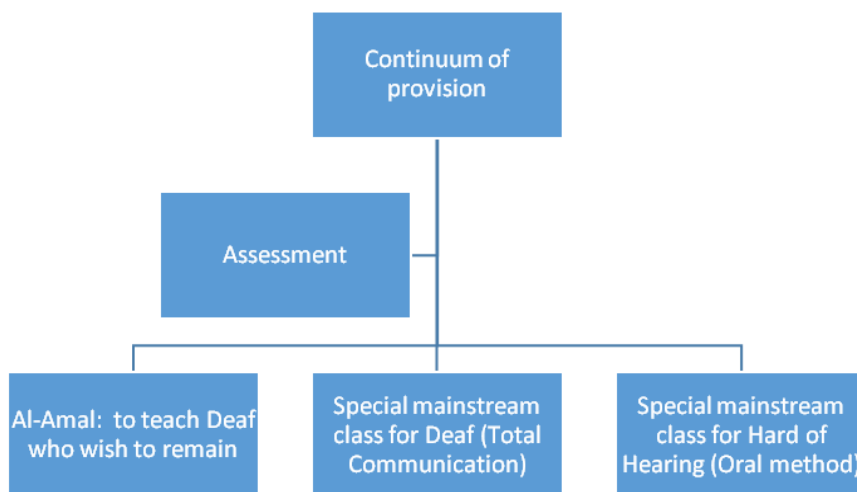 Continuum of
provision
Assessment
Al-Amal:  to teach Deaf
who wish to remain
Special mainstream
class for Deaf (Total
Communication)
Special mainstream
class for Hard of
Hearing (Oral method)